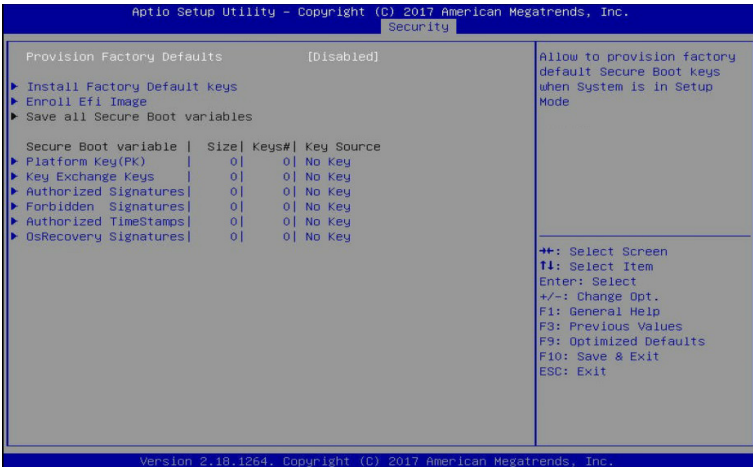 Aptio Setup Utility – Copyright (C) 2017 American Megatrends, Inc.
Security
Provision Factory Defaults [Disabled]
▶ Install Factory Default keys
▶ Enroll Efi Image
▶ Save all Secure Boot variables
Secure Boot variable | Size| Keys#| Key Source
▶ Platform Key(PK) | 0| 0| No Key
▶ Key Exchange Keys | 0| 0| No Key
▶ Authorized Signatures| 0| 0| No Key
▶ Forbidden Signatures| 0| 0| No Key
▶ Authorized TimeStamps| 0| 0| No Key
▶ OsRecovery Signatures| 0| 0| No Key
Allow to provision factory
default Secure Boot keys
when System is in Setup
Mode
→←: Select Screen
↑↓: Select Item
Enter: Select
+/-: Change Opt.
F1: General Help
F3: Previous Values
F9: Optimized Defaults
F10: Save & Exit
ESC: Exit
Version 2.18.1264. Copyright (C) 2017 American Megatrends, Inc.